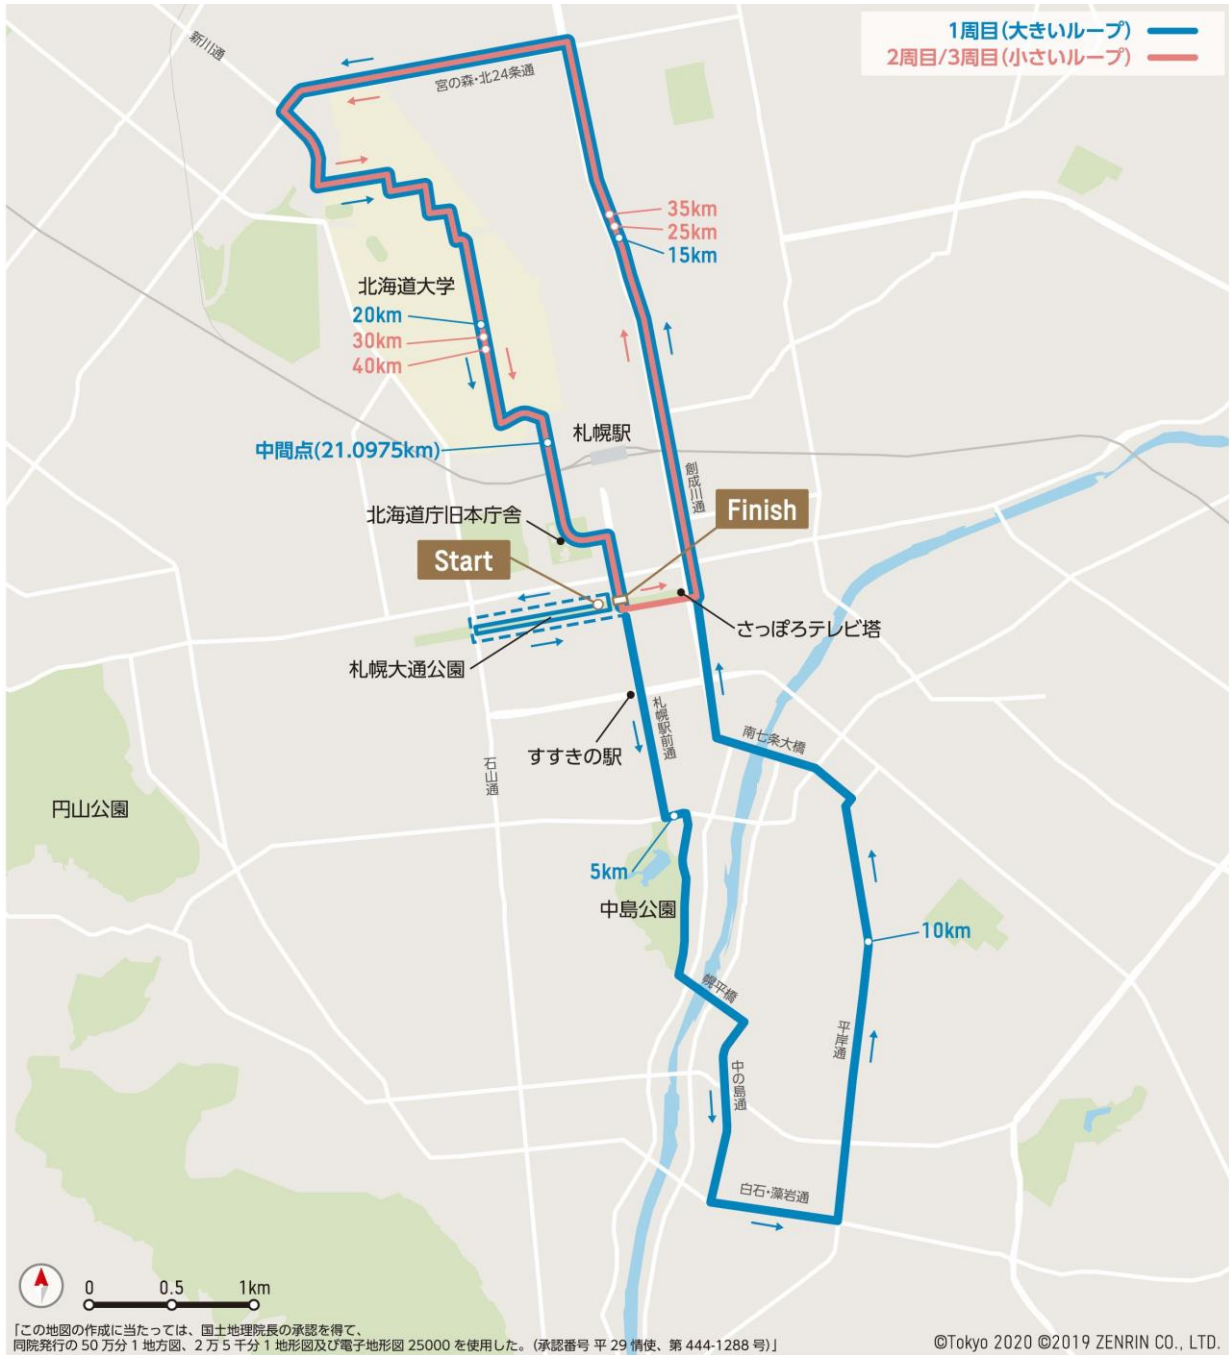 1周目(大きいループ)
2周目/3周目(小さいループ)
新川通
宮の森・北24条通
35km
25km
15km
北海道大学
20km
30km
40km
中間点(21.0975km)
札幌駅
創成川通
北海道庁旧本庁舎
Finish
Start
さっぽろテレビ塔
札幌大通公園
札幌駅前通
南七条大橋
すすきの駅
石山通
円山公園
5km
中島公園
10km
幌平橋
平岸通
中の島通
白石・藻岩通
0 0.5 1km
「この地図の作成に当たっては、国土地理院長の承認を得て、
同院発行の50万分1地方図、2万5千分1地形図及び電子地形図25000を使用した。(承認番号 平29情使、第444-1288号)」
©Tokyo 2020 ©2019 ZENRIN CO., LTD.